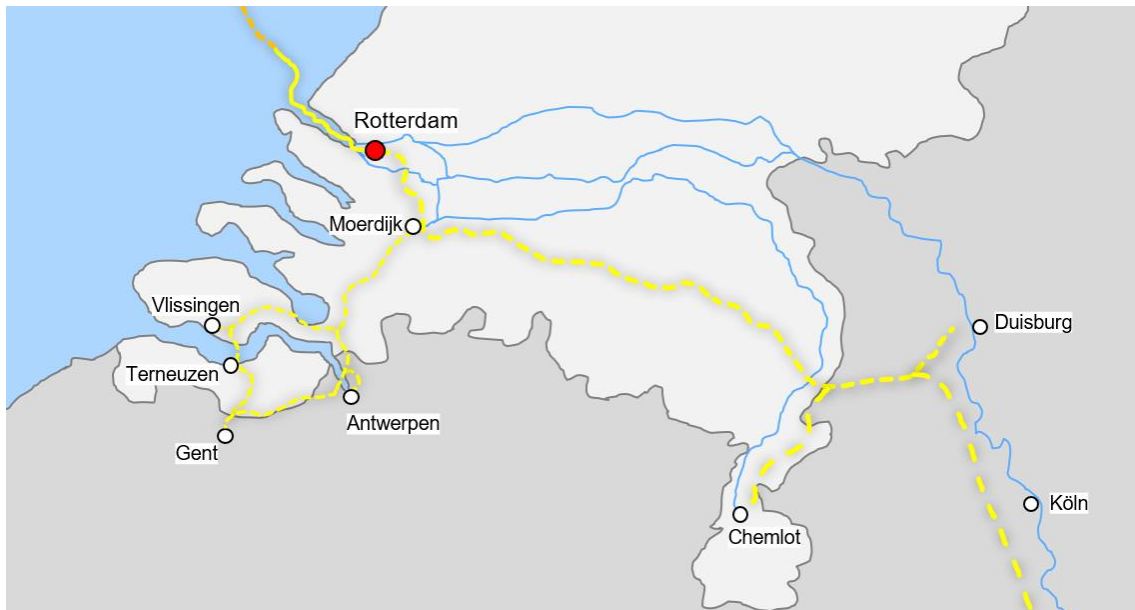 Rotterdam
Moerdijk
Vlissingen
Duisburg
Terneuzen
Antwerpen
Gent
Köln
Chemlot